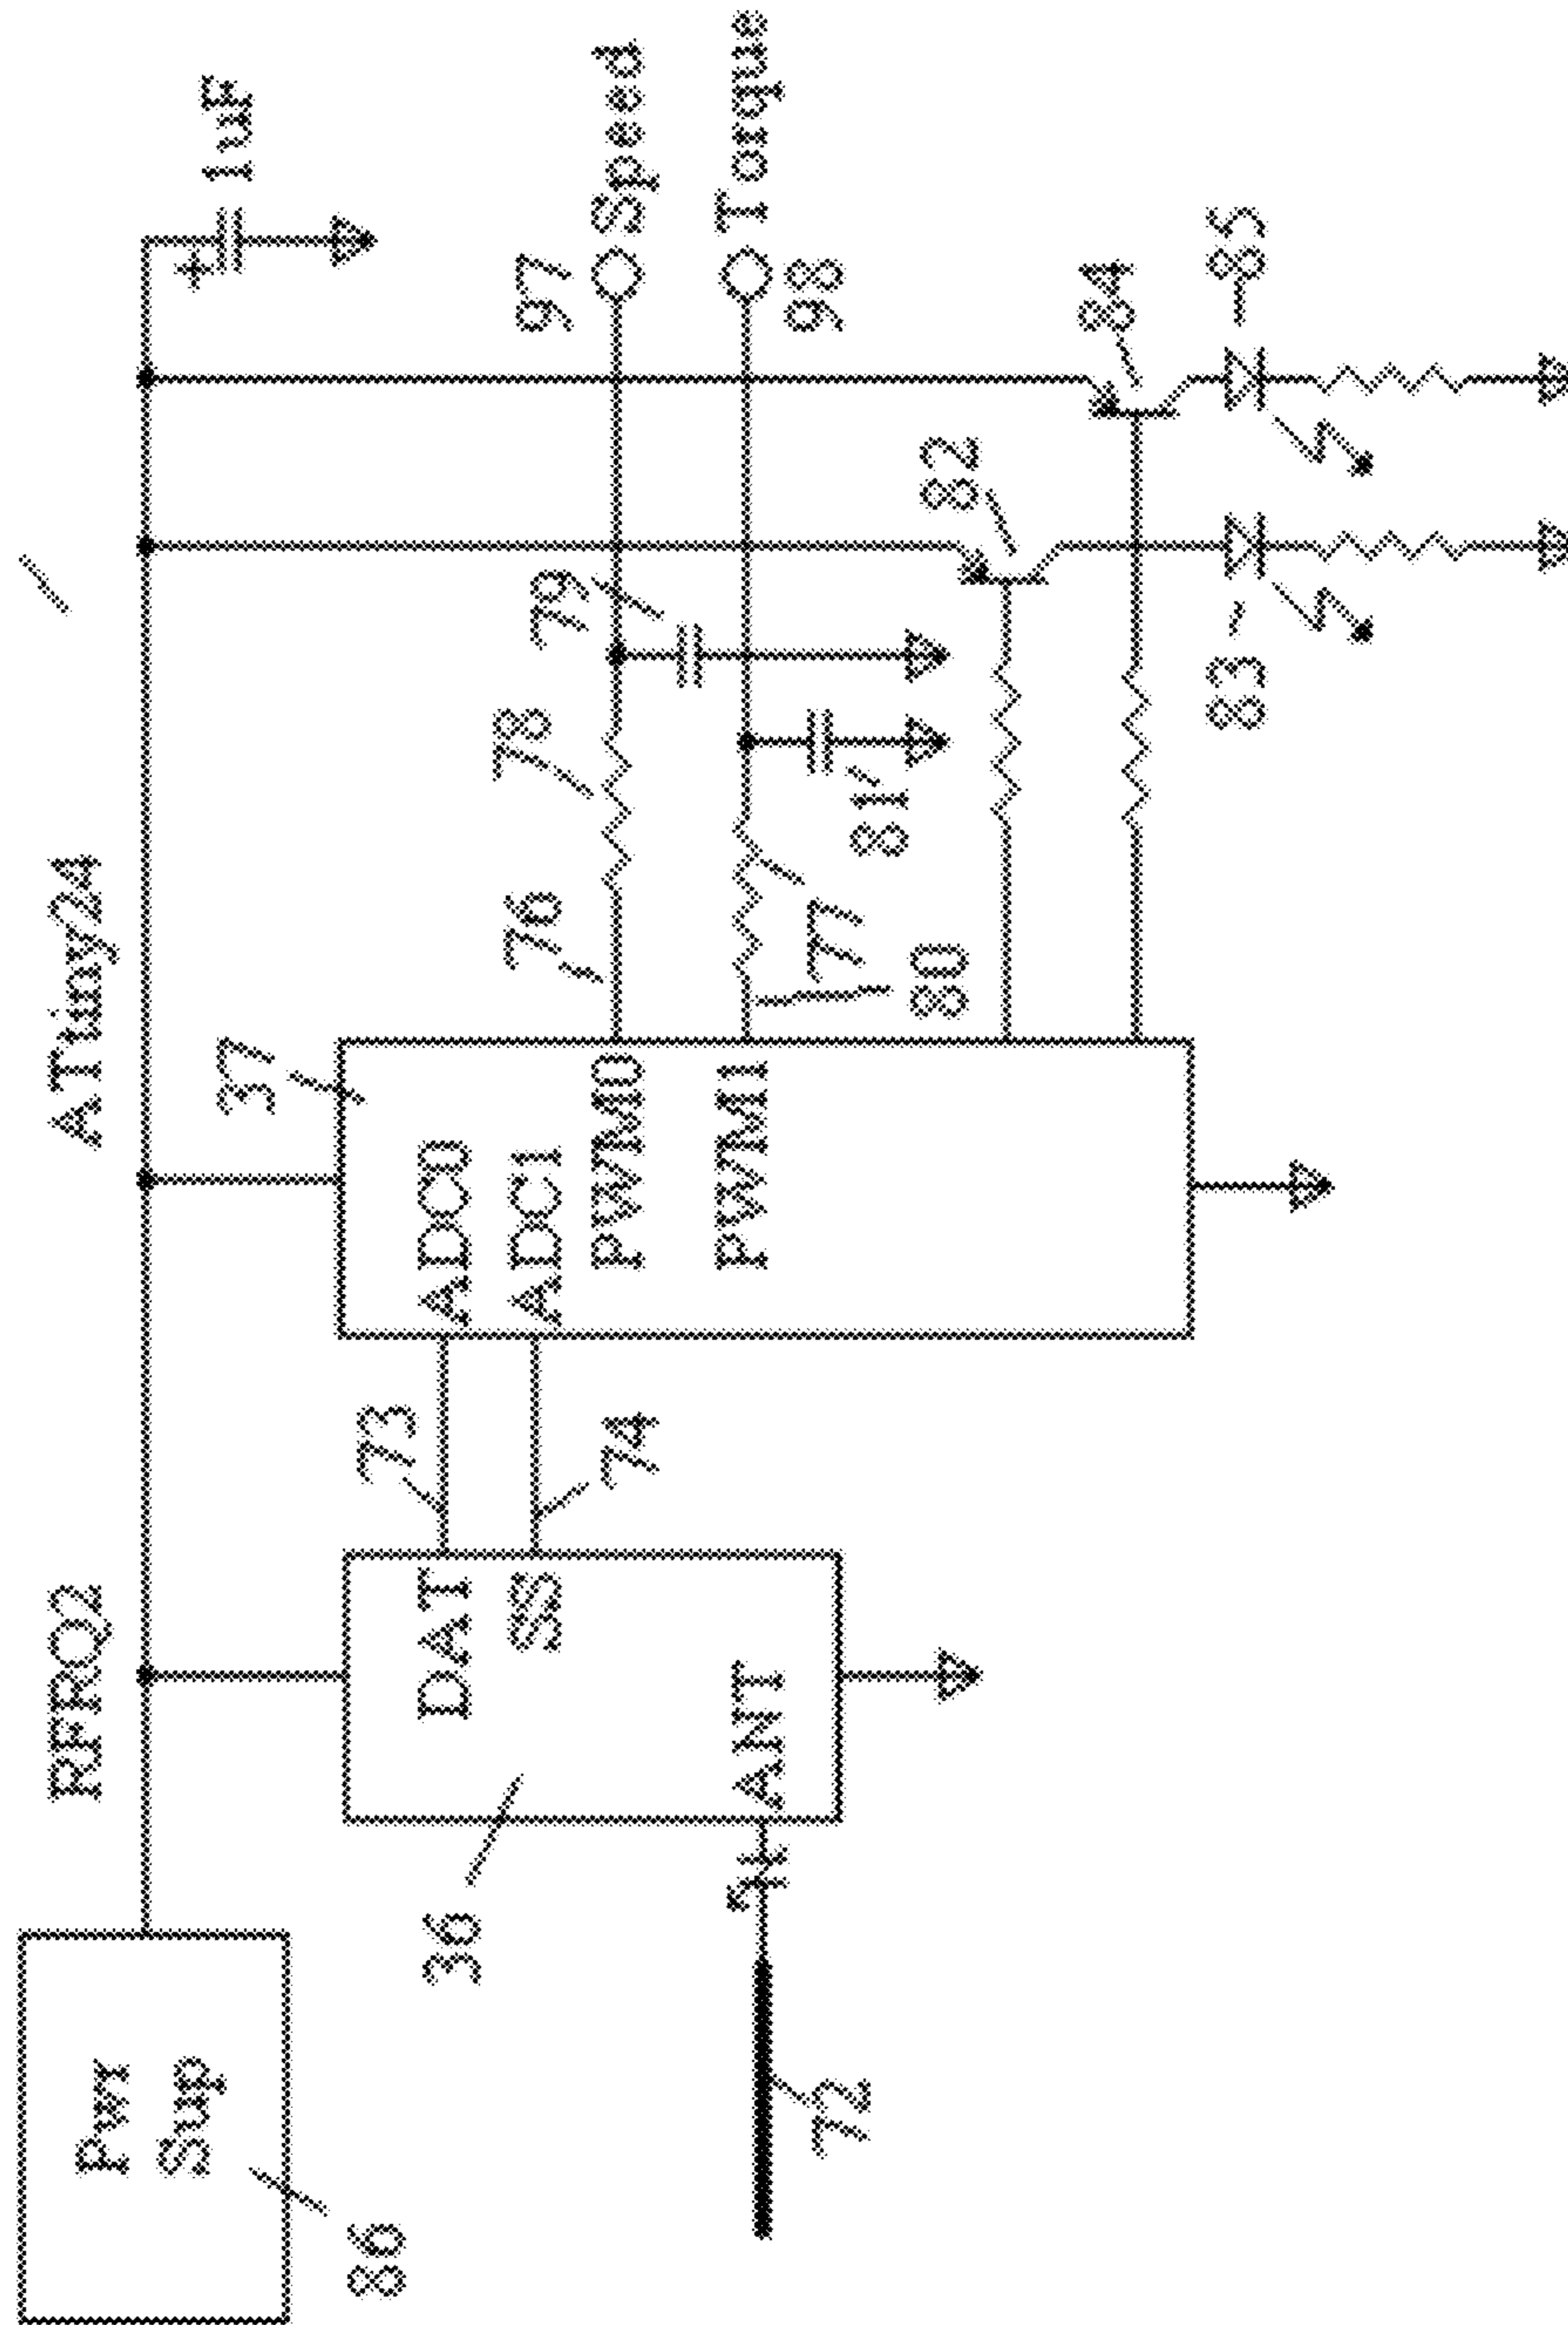 RFRQ2
ATiny24
1uF
Pwr
Sup
86
36
DAT
SS
ANT
72
73
74
37
ADC0
ADC1
PWM0
PWM1
76
78
79
97
Speed
77
80
81
98
Torque
82
84
83
85